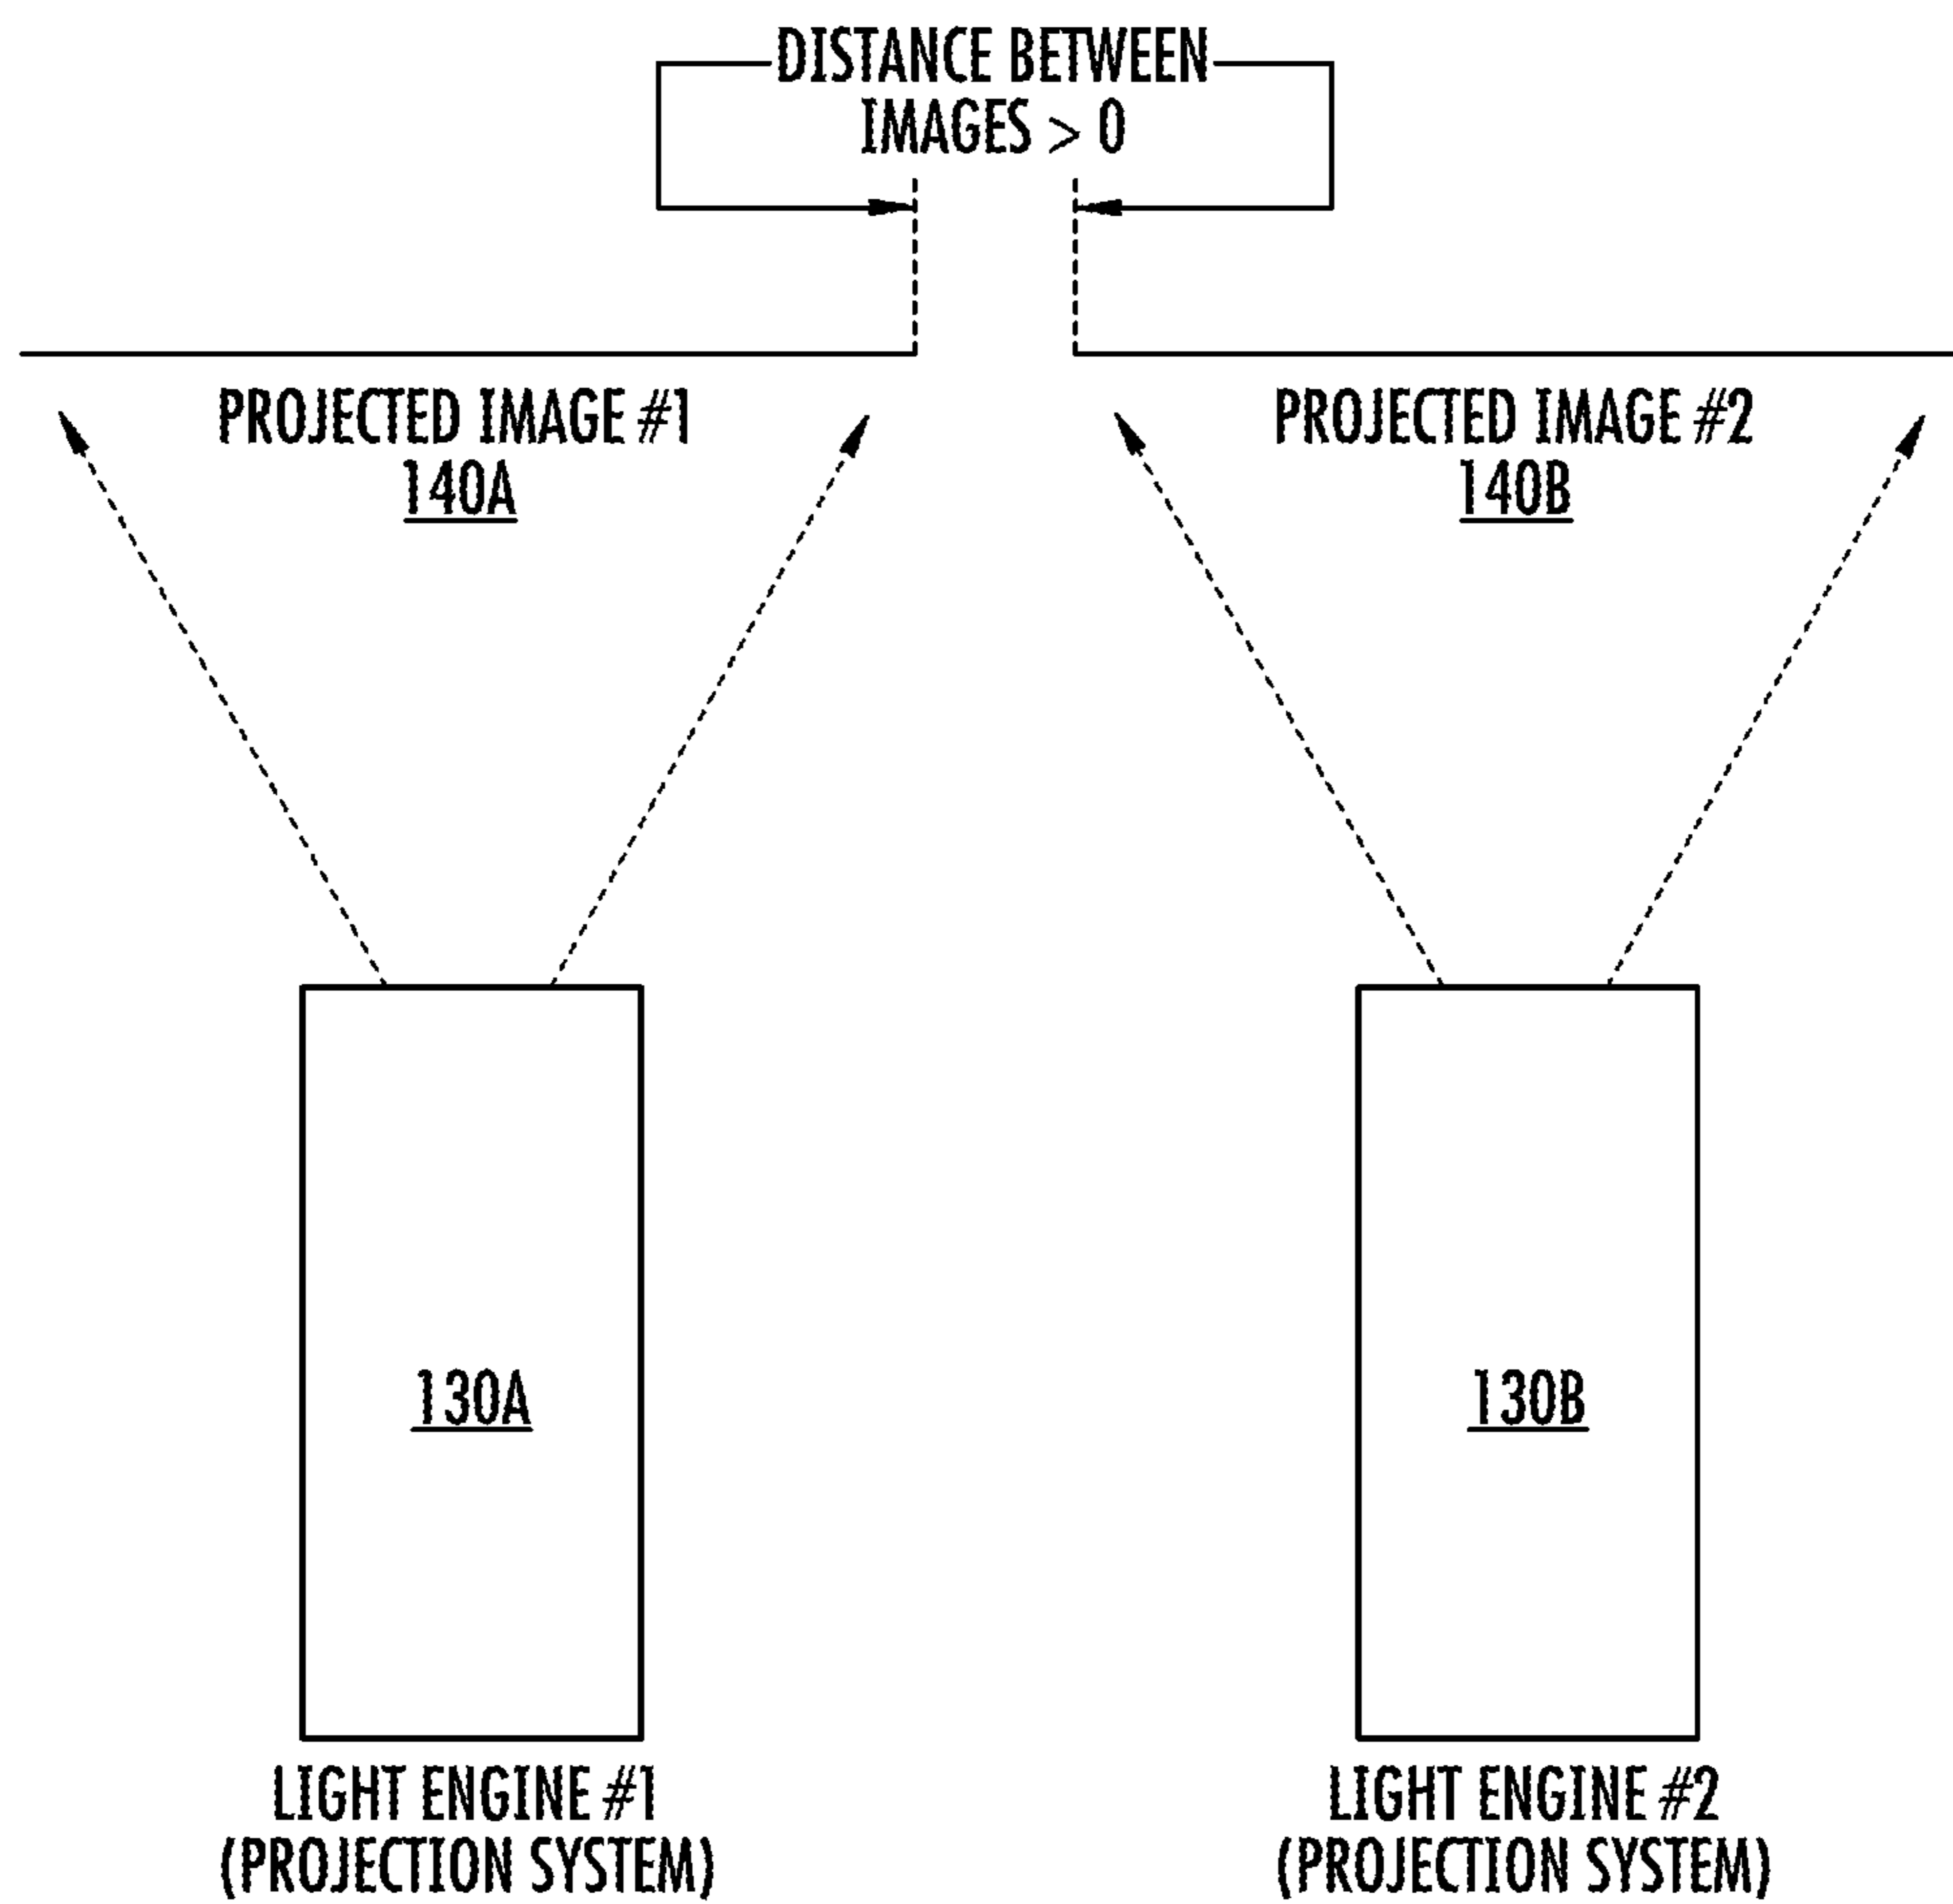 DISTANCE BETWEEN
IMAGES > 0
PROJECTED IMAGE #1
140A
PROJECTED IMAGE #2
140B
130A
130B
LIGHT ENGINE #1
(PROJECTION SYSTEM)
LIGHT ENGINE #2
(PROJECTION SYSTEM)